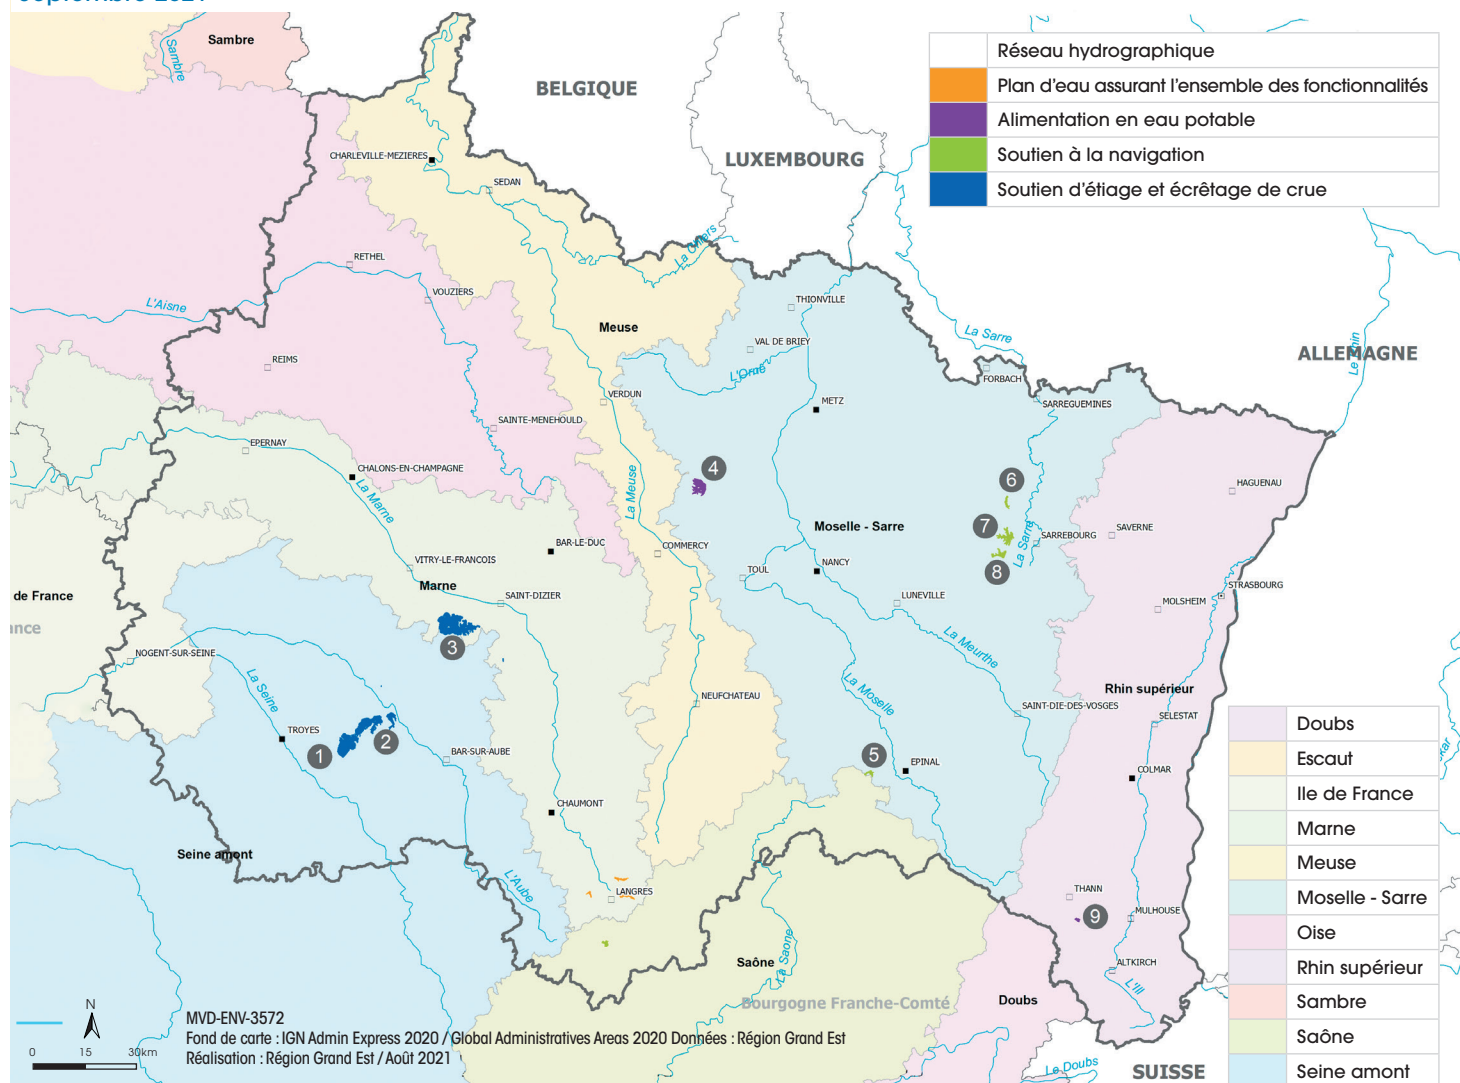 septembre 2021
Sambre
Sambre
BELGIQUE
LUXEMBOURG
ALLEMAGNE
SUISSE
Réseau hydrographique
Plan d'eau assurant l'ensemble des fonctionnalités
Alimentation en eau potable
Soutien à la navigation
Soutien d'étiage et écrêtage de crue
CHARLEVILLE-MEZIERES
SEDAN
La Chiers
RETHEL
VOUZIERS
L'Aisne
REIMS
Meuse
THIONVILLE
VAL DE BRIEY
L'Orne
La Sarre
FORBACH
SARREGUEMINES
Le Rhin
VERDUN
METZ
SAINTE-MENEHOULD
EPERNAY
CHALONS-EN-CHAMPAGNE
La Marne
La Meuse
4
6
7
8
Moselle - Sarre
La Sarre
SARREBOURG
SAVERNE
HAGUENAU
BAR-LE-DUC
COMMERCY
VITRY-LE-FRANCOIS
Marne
SAINT-DIZIER
TOUL
NANCY
LUNEVILLE
MOLSHEIM
STRASBOURG
de France
ance
3
NOGENT-SUR-SEINE
La Seine
TROYES
1
2
BAR-SUR-AUBE
NEUFCHATEAU
La Meurthe
La Moselle
SAINT-DIE-DES-VOSGES
Rhin supérieur
SELESTAT
5
EPINAL
COLMAR
CHAUMONT
Seine amont
L'Aube
LANGRES
THANN
9
MULHOUSE
ALTKIRCH
L'Ill
Saône
La Saone
Bourgogne Franche-Comté
Doubs
Le Doubs
kar
Doubs
Escaut
Ile de France
Marne
Meuse
Moselle - Sarre
Oise
Rhin supérieur
Sambre
Saône
Seine amont
N
0 15 30km
MVD-ENV-3572
Fond de carte : IGN Admin Express 2020 / Global Administratives Areas 2020 Données : Région Grand Est
Réalisation : Région Grand Est / Août 2021